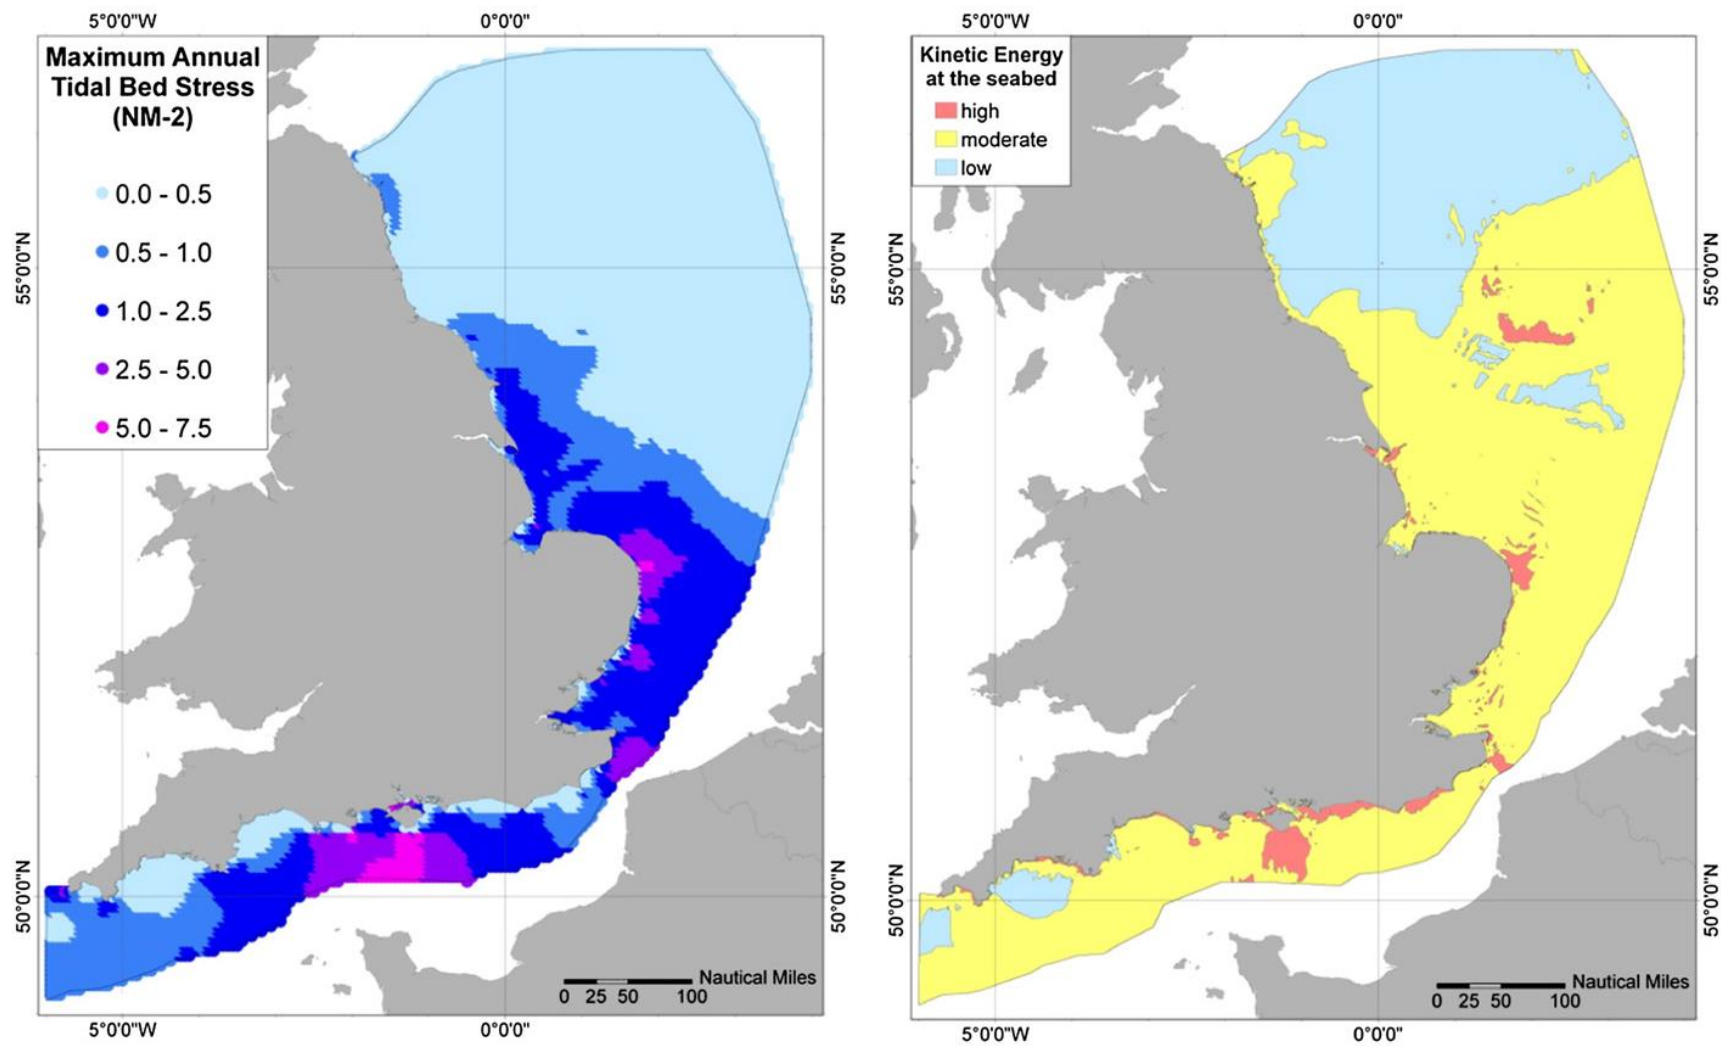 5°0'0"W 0°0'0"
Maximum Annual
Tidal Bed Stress
(NM-2)
0.0 - 0.5
0.5 - 1.0
1.0 - 2.5
2.5 - 5.0
5.0 - 7.5
55°0'0"N
55°0'0"N
50°0'0"N
50°0'0"N
Nautical Miles
0 25 50 100
5°0'0"W 0°0'0"
5°0'0"W 0°0'0"
Kinetic Energy
at the seabed
high
moderate
low
55°0'0"N
55°0'0"N
50°0'0"N
50°0'0"N
Nautical Miles
0 25 50 100
5°0'0"W 0°0'0"